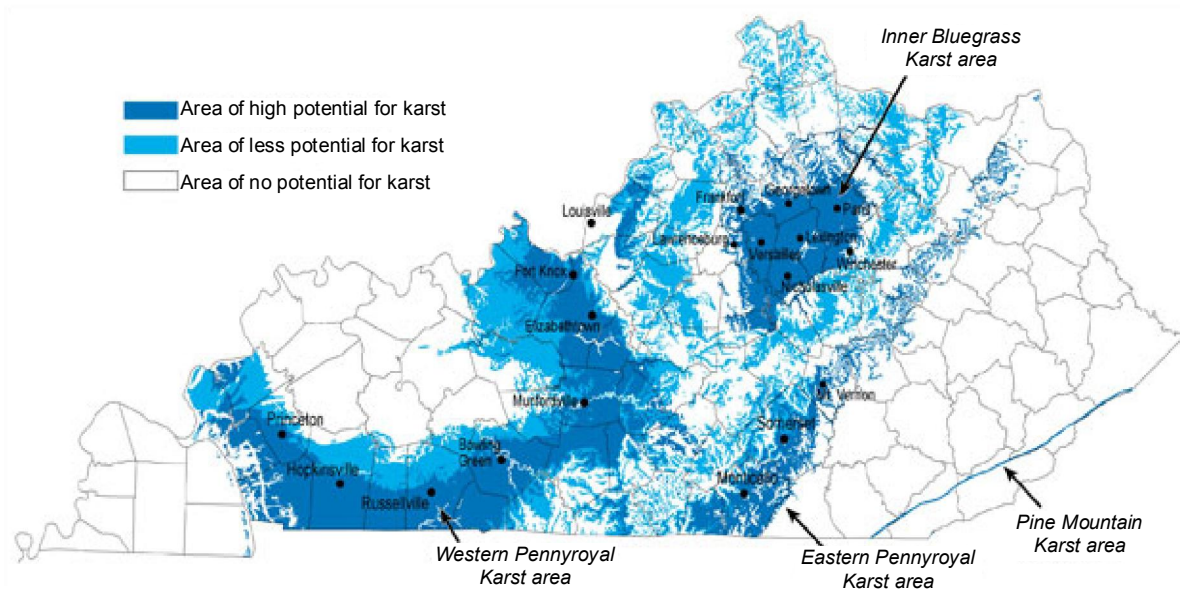 Inner Bluegrass
Karst area
Area of high potential for karst
Area of less potential for karst
Area of no potential for karst
Louisville
Frankfort
Georgetown
Paris
Lawrenceburg
Versailles
Lexington
Winchester
Nicholasville
Fort Knox
Elizabethtown
Munfordville
Mt. Vernon
Princeton
Somerset
Bowling
Green
Hopkinsville
Russellville
Monticello
Western Pennyroyal
Karst area
Eastern Pennyroyal
Karst area
Pine Mountain
Karst area